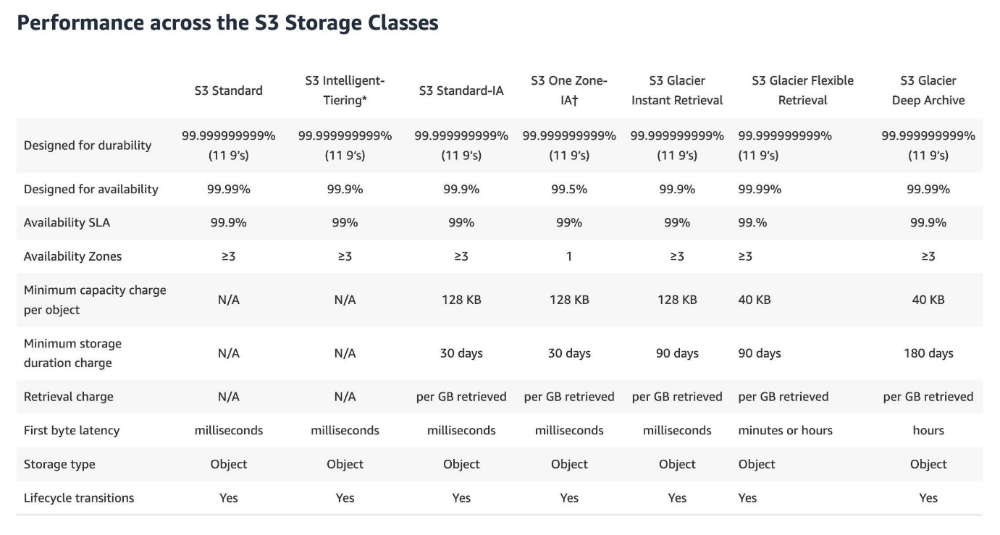 Performance across the S3 Storage Classes
S3 Standard S3 Intelligent-Tiering* S3 Standard-IA S3 One Zone-IA† S3 Glacier Instant Retrieval S3 Glacier Flexible Retrieval S3 Glacier Deep Archive
Designed for durability 99.999999999% (11 9’s) 99.999999999% (11 9’s) 99.999999999% (11 9’s) 99.999999999% (11 9’s) 99.999999999% (11 9’s) 99.999999999% (11 9’s) 99.999999999% (11 9’s)
Designed for availability 99.99% 99.9% 99.9% 99.5% 99.9% 99.99% 99.99%
Availability SLA 99.9% 99% 99% 99% 99% 99.% 99.9%
Availability Zones ≥3 ≥3 ≥3 1 ≥3 ≥3 ≥3
Minimum capacity charge per object N/A N/A 128 KB 128 KB 128 KB 40 KB 40 KB
Minimum storage duration charge N/A N/A 30 days 30 days 90 days 90 days 180 days
Retrieval charge N/A N/A per GB retrieved per GB retrieved per GB retrieved per GB retrieved per GB retrieved
First byte latency milliseconds milliseconds milliseconds milliseconds milliseconds minutes or hours hours
Storage type Object Object Object Object Object Object Object
Lifecycle transitions Yes Yes Yes Yes Yes Yes Yes